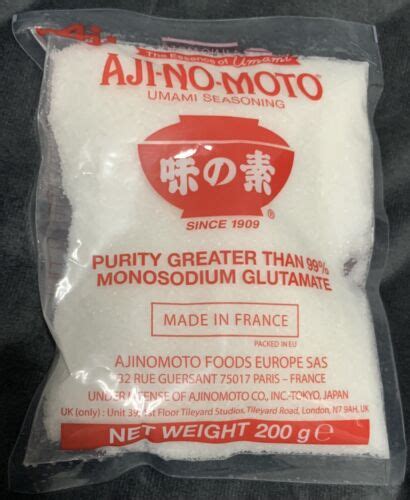 The Essence of Umami
AJI-NO-MOTO®
UMAMI SEASONING
味の素
®
SINCE 1909
PURITY GREATER THAN 99%
MONOSODIUM GLUTAMATE
MADE IN FRANCE
PACKED IN EU
AJINOMOTO FOODS EUROPE SAS
32 RUE GUERSANT 75017 PARIS – FRANCE
UNDER LICENSE OF AJINOMOTO CO., INC.-TOKYO, JAPAN
UK (only) : Unit 39, 1st Floor Tileyard Studios, Tileyard Road, London, N7 9AH, UK
NET WEIGHT 200 g ℮